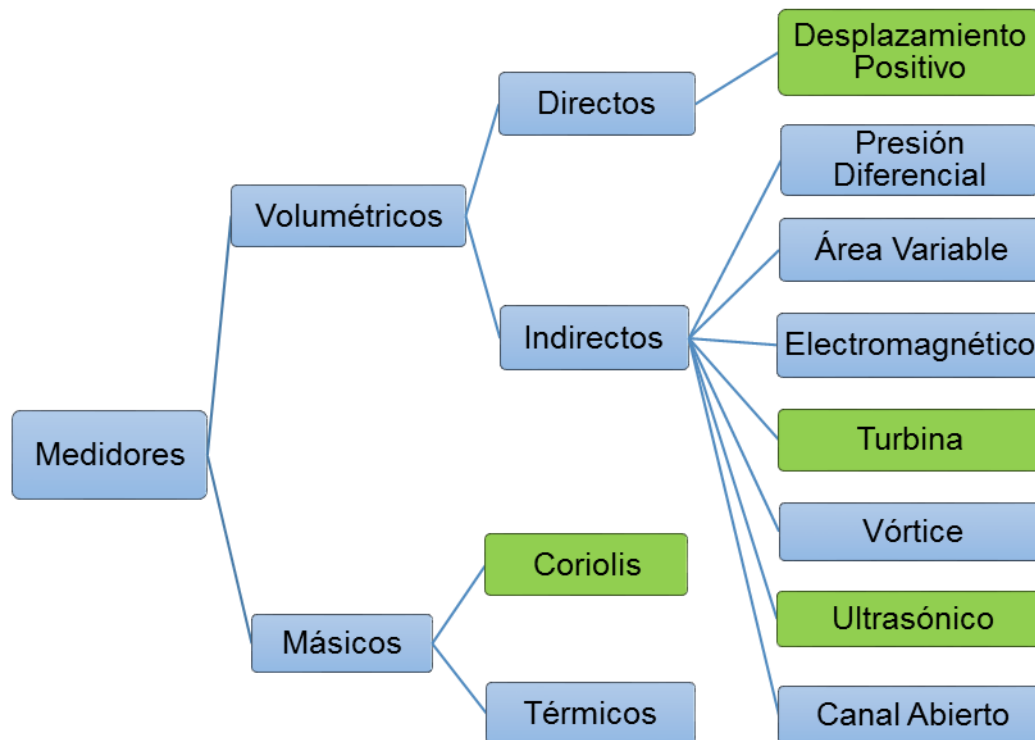 Desplazamiento
Positivo
Directos
Presión
Diferencial
Volumétricos
Área Variable
Indirectos
Electromagnético
Medidores
Turbina
Vórtice
Coriolis
Ultrasónico
Másicos
Térmicos
Canal Abierto